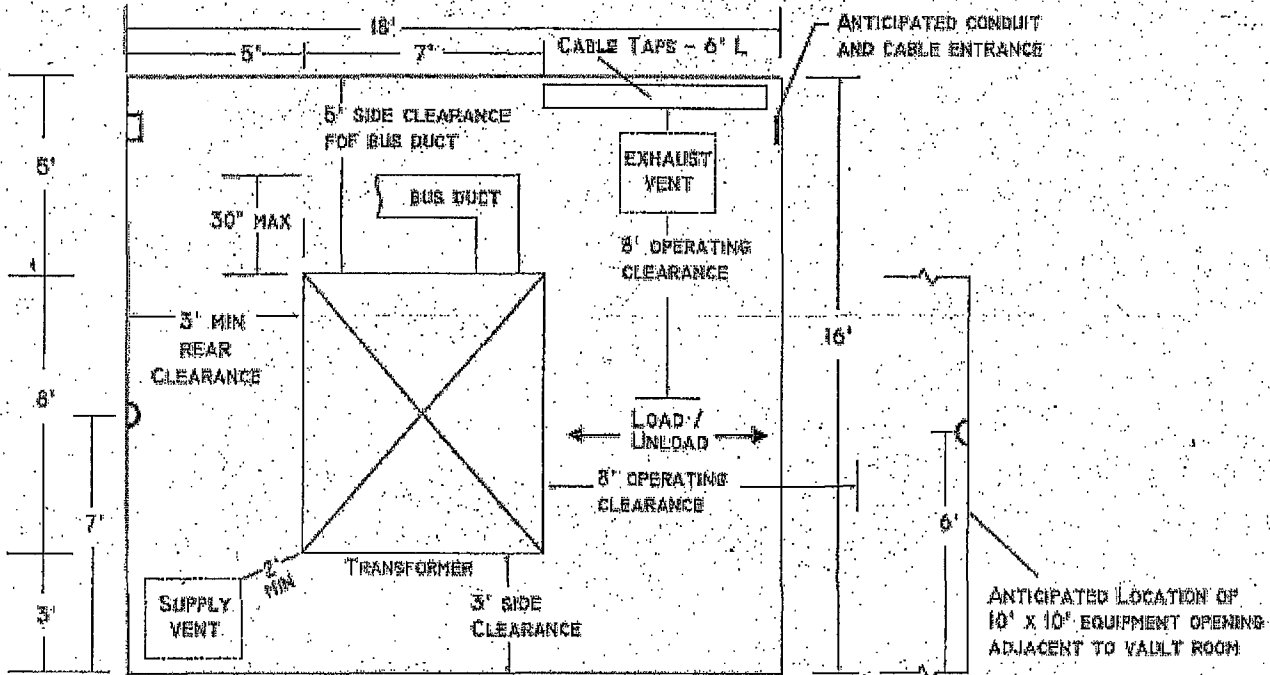 18'
5'
7'
CABLE TAPS - 6' L
ANTICIPATED CONDUIT
AND CABLE ENTRANCE
5' SIDE CLEARANCE
FOF BUS DUCT
5'
EXHAUST
VENT
BUS DUCT
30" MAX
8' OPERATING
CLEARANCE
3' MIN
REAR
CLEARANCE
16'
8'
LOAD /
UNLOAD
8' OPERATING
CLEARANCE
7'
6'
TRANSFORMER
2'
MIN
SUPPLY
VENT
3' SIDE
CLEARANCE
3'
ANTICIPATED LOCATION OF
10' X 10' EQUIPMENT OPENING
ADJACENT TO VAULT ROOM